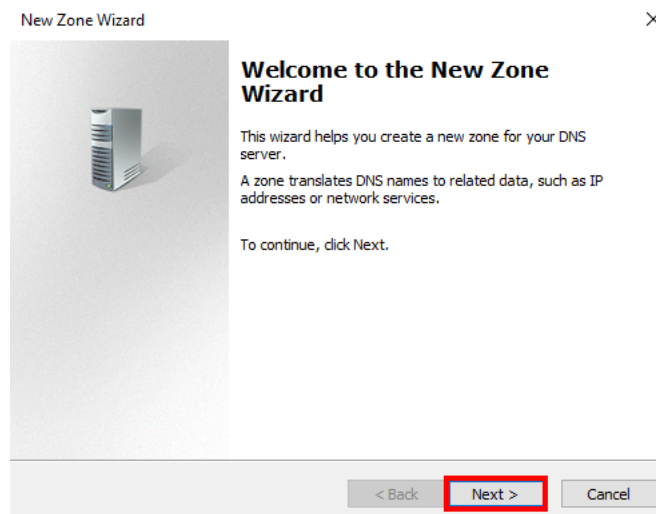 New Zone Wizard
Welcome to the New Zone
Wizard
This wizard helps you create a new zone for your DNS
server.
A zone translates DNS names to related data, such as IP
addresses or network services.
To continue, click Next.
< Back Next > Cancel